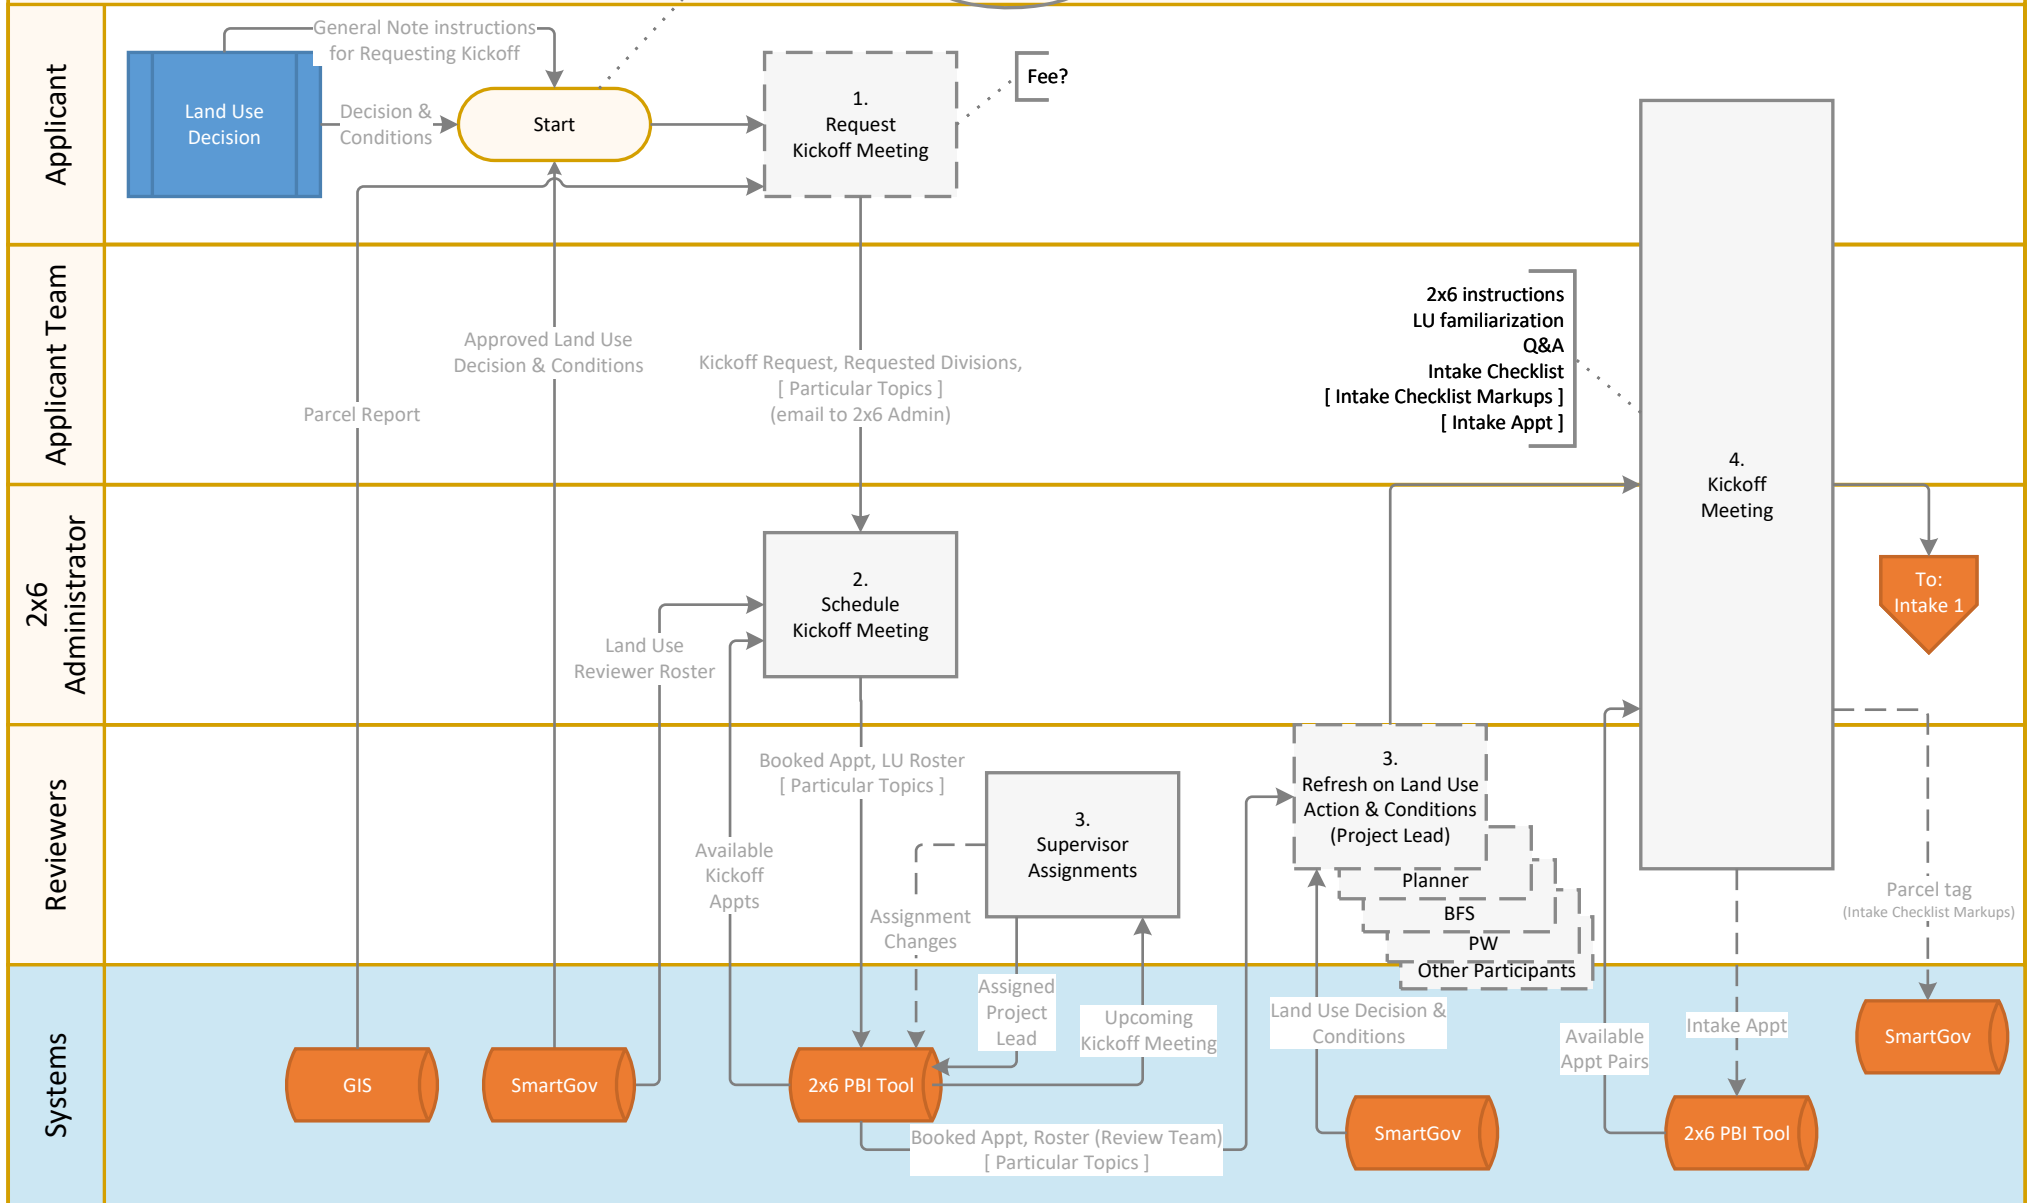 Applicant
General Note instructions
for Requesting Kickoff
Land Use
Decision
Decision &
Conditions
Start
1.
Request
Kickoff Meeting
Fee?
Applicant Team
Parcel Report
Approved Land Use
Decision & Conditions
Kickoff Request, Requested Divisions,
[ Particular Topics ]
(email to 2x6 Admin)
2x6 instructions
LU familiarization
Q&A
Intake Checklist
[ Intake Checklist Markups ]
[ Intake Appt ]
4.
Kickoff
Meeting
2x6
Administrator
Land Use
Reviewer Roster
2.
Schedule
Kickoff Meeting
To:
Intake 1
Reviewers
Available
Kickoff
Appts
Booked Appt, LU Roster
[ Particular Topics ]
Assignment
Changes
3.
Supervisor
Assignments
3.
Refresh on Land Use
Action & Conditions
(Project Lead)
Planner
BFS
PW
Other Participants
Parcel tag
(Intake Checklist Markups)
Systems
GIS
SmartGov
2x6 PBI Tool
Assigned
Project
Lead
Upcoming
Kickoff Meeting
Booked Appt, Roster (Review Team)
[ Particular Topics ]
Land Use Decision &
Conditions
SmartGov
Available
Appt Pairs
Intake Appt
2x6 PBI Tool
SmartGov